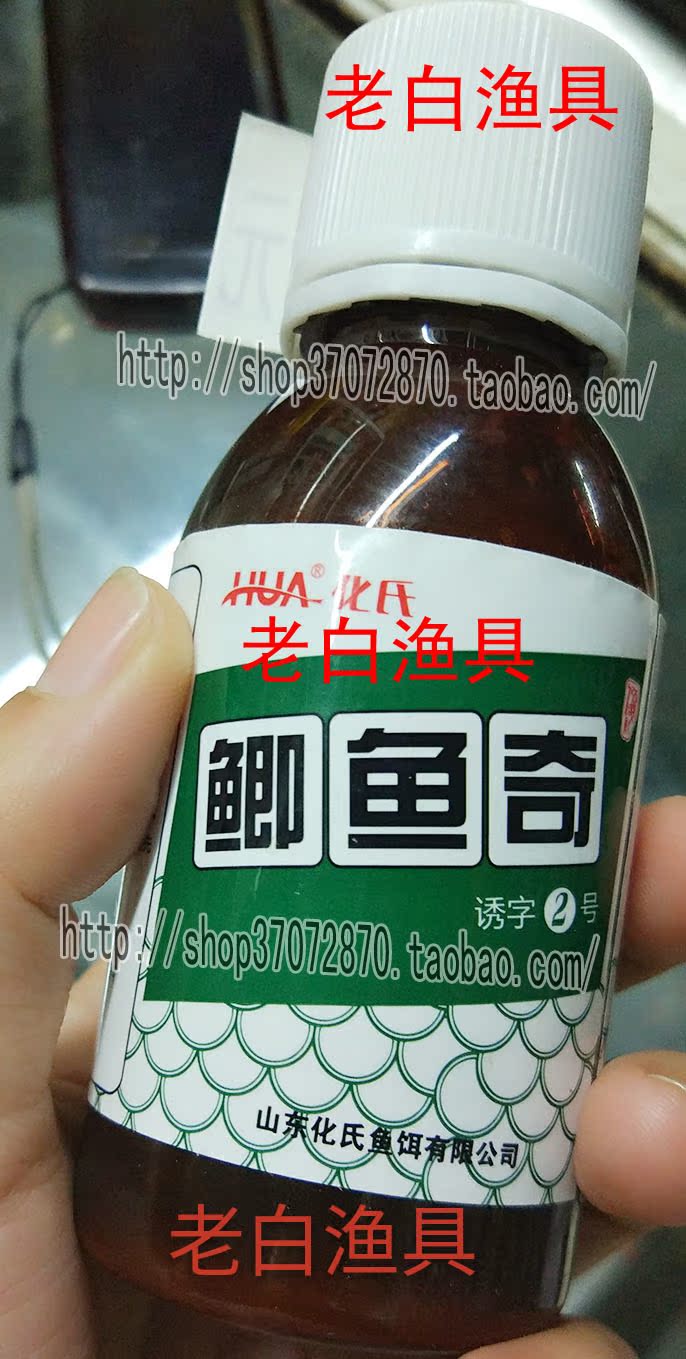 老白渔具
元
http://shop37072870.taobao.com/
HUA® 化氏
老白渔具
鲫鱼奇
诱字2号
http://shop37072870.taobao.com/
山东化氏鱼饵有限公司
老白渔具